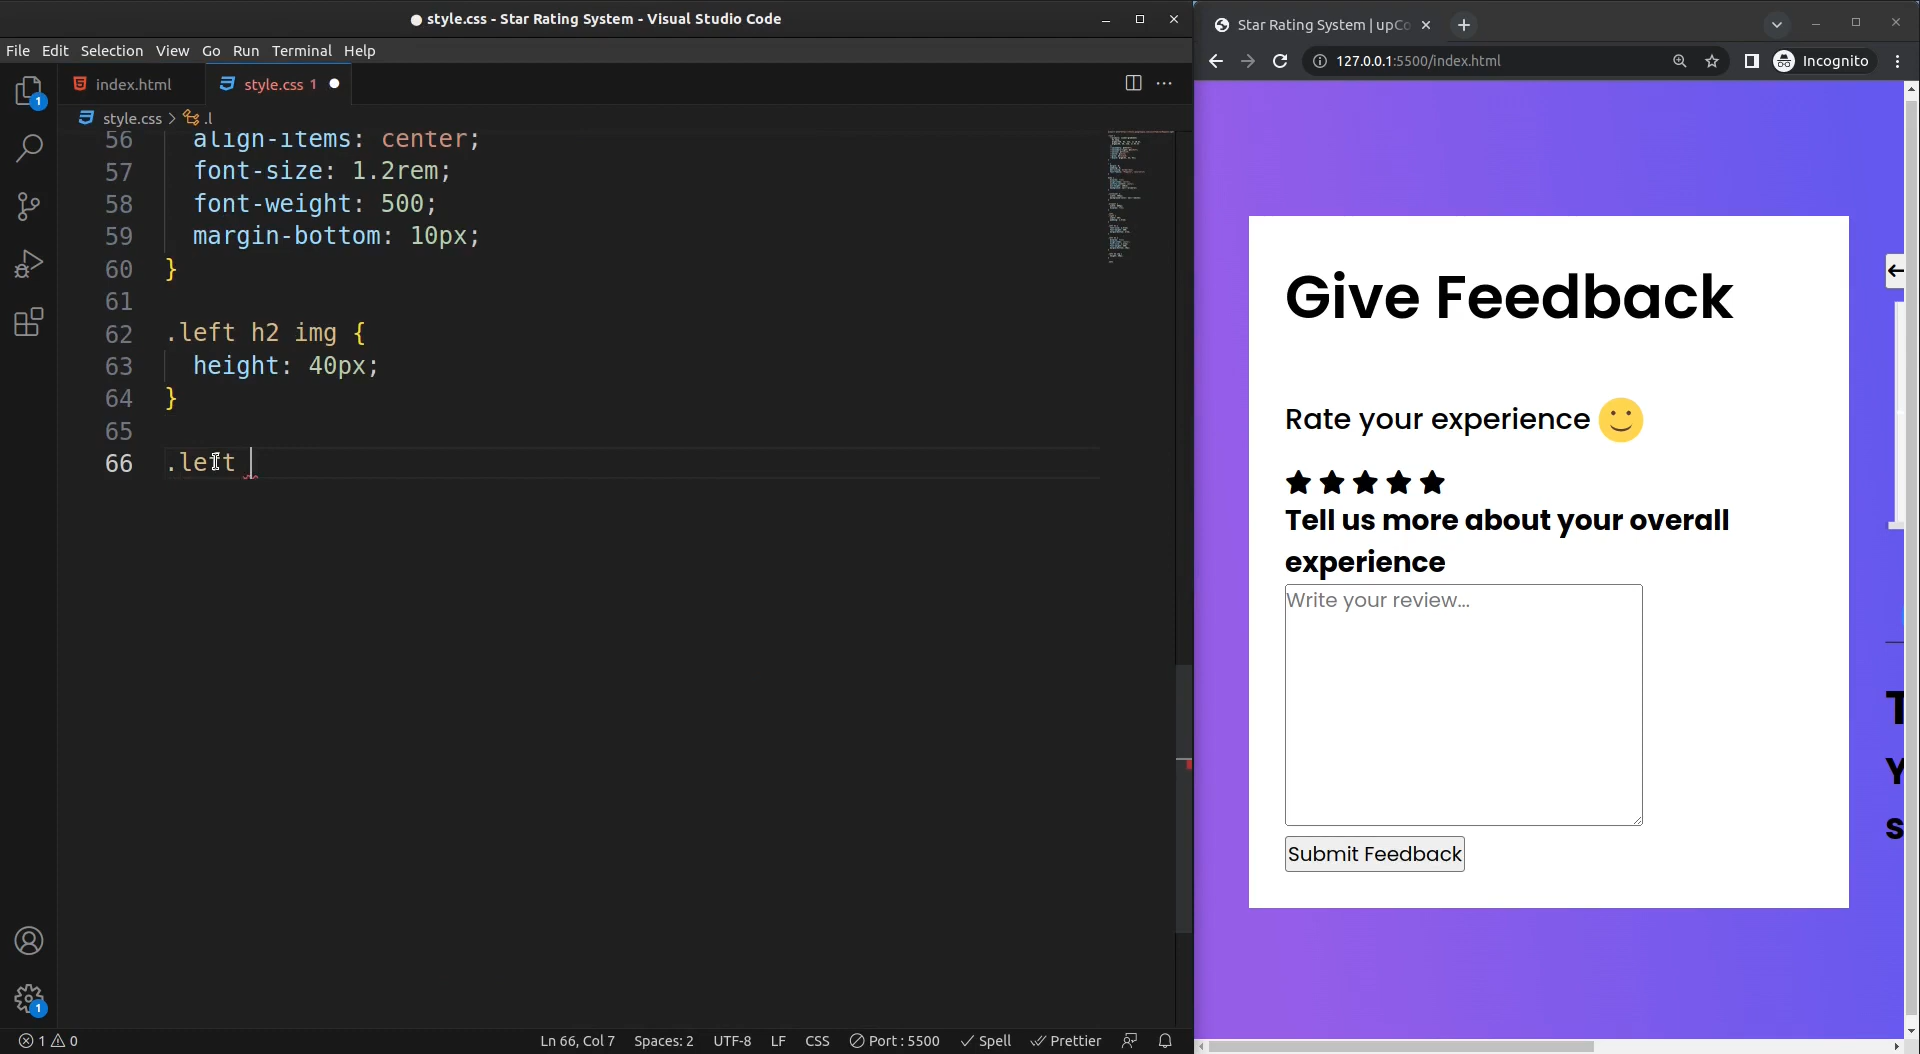 style.css - Star Rating System - Visual Studio Code
File Edit Selection View Go Run Terminal Help
index.html style.css 1
style.css > .l
56 align-items: center;
57 font-size: 1.2rem;
58 font-weight: 500;
59 margin-bottom: 10px;
60 }
61
62 .left h2 img {
63 height: 40px;
64 }
65
66 .left
1
1
1 0 Ln 66, Col 7 Spaces: 2 UTF-8 LF CSS Port : 5500 Spell Prettier
Star Rating System | upCo
127.0.0.1:5500/index.html Incognito
Give Feedback
Rate your experience
Tell us more about your overall
experience
Write your review...
Submit Feedback
T
Y
s